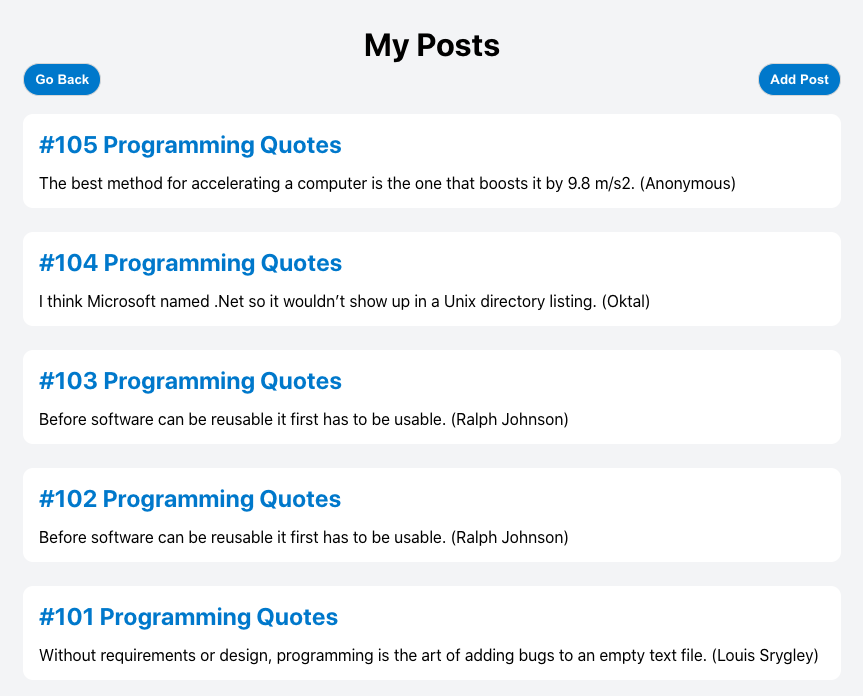 My Posts
Go Back
Add Post
#105 Programming Quotes
The best method for accelerating a computer is the one that boosts it by 9.8 m/s2. (Anonymous)
#104 Programming Quotes
I think Microsoft named .Net so it wouldn’t show up in a Unix directory listing. (Oktal)
#103 Programming Quotes
Before software can be reusable it first has to be usable. (Ralph Johnson)
#102 Programming Quotes
Before software can be reusable it first has to be usable. (Ralph Johnson)
#101 Programming Quotes
Without requirements or design, programming is the art of adding bugs to an empty text file. (Louis Srygley)